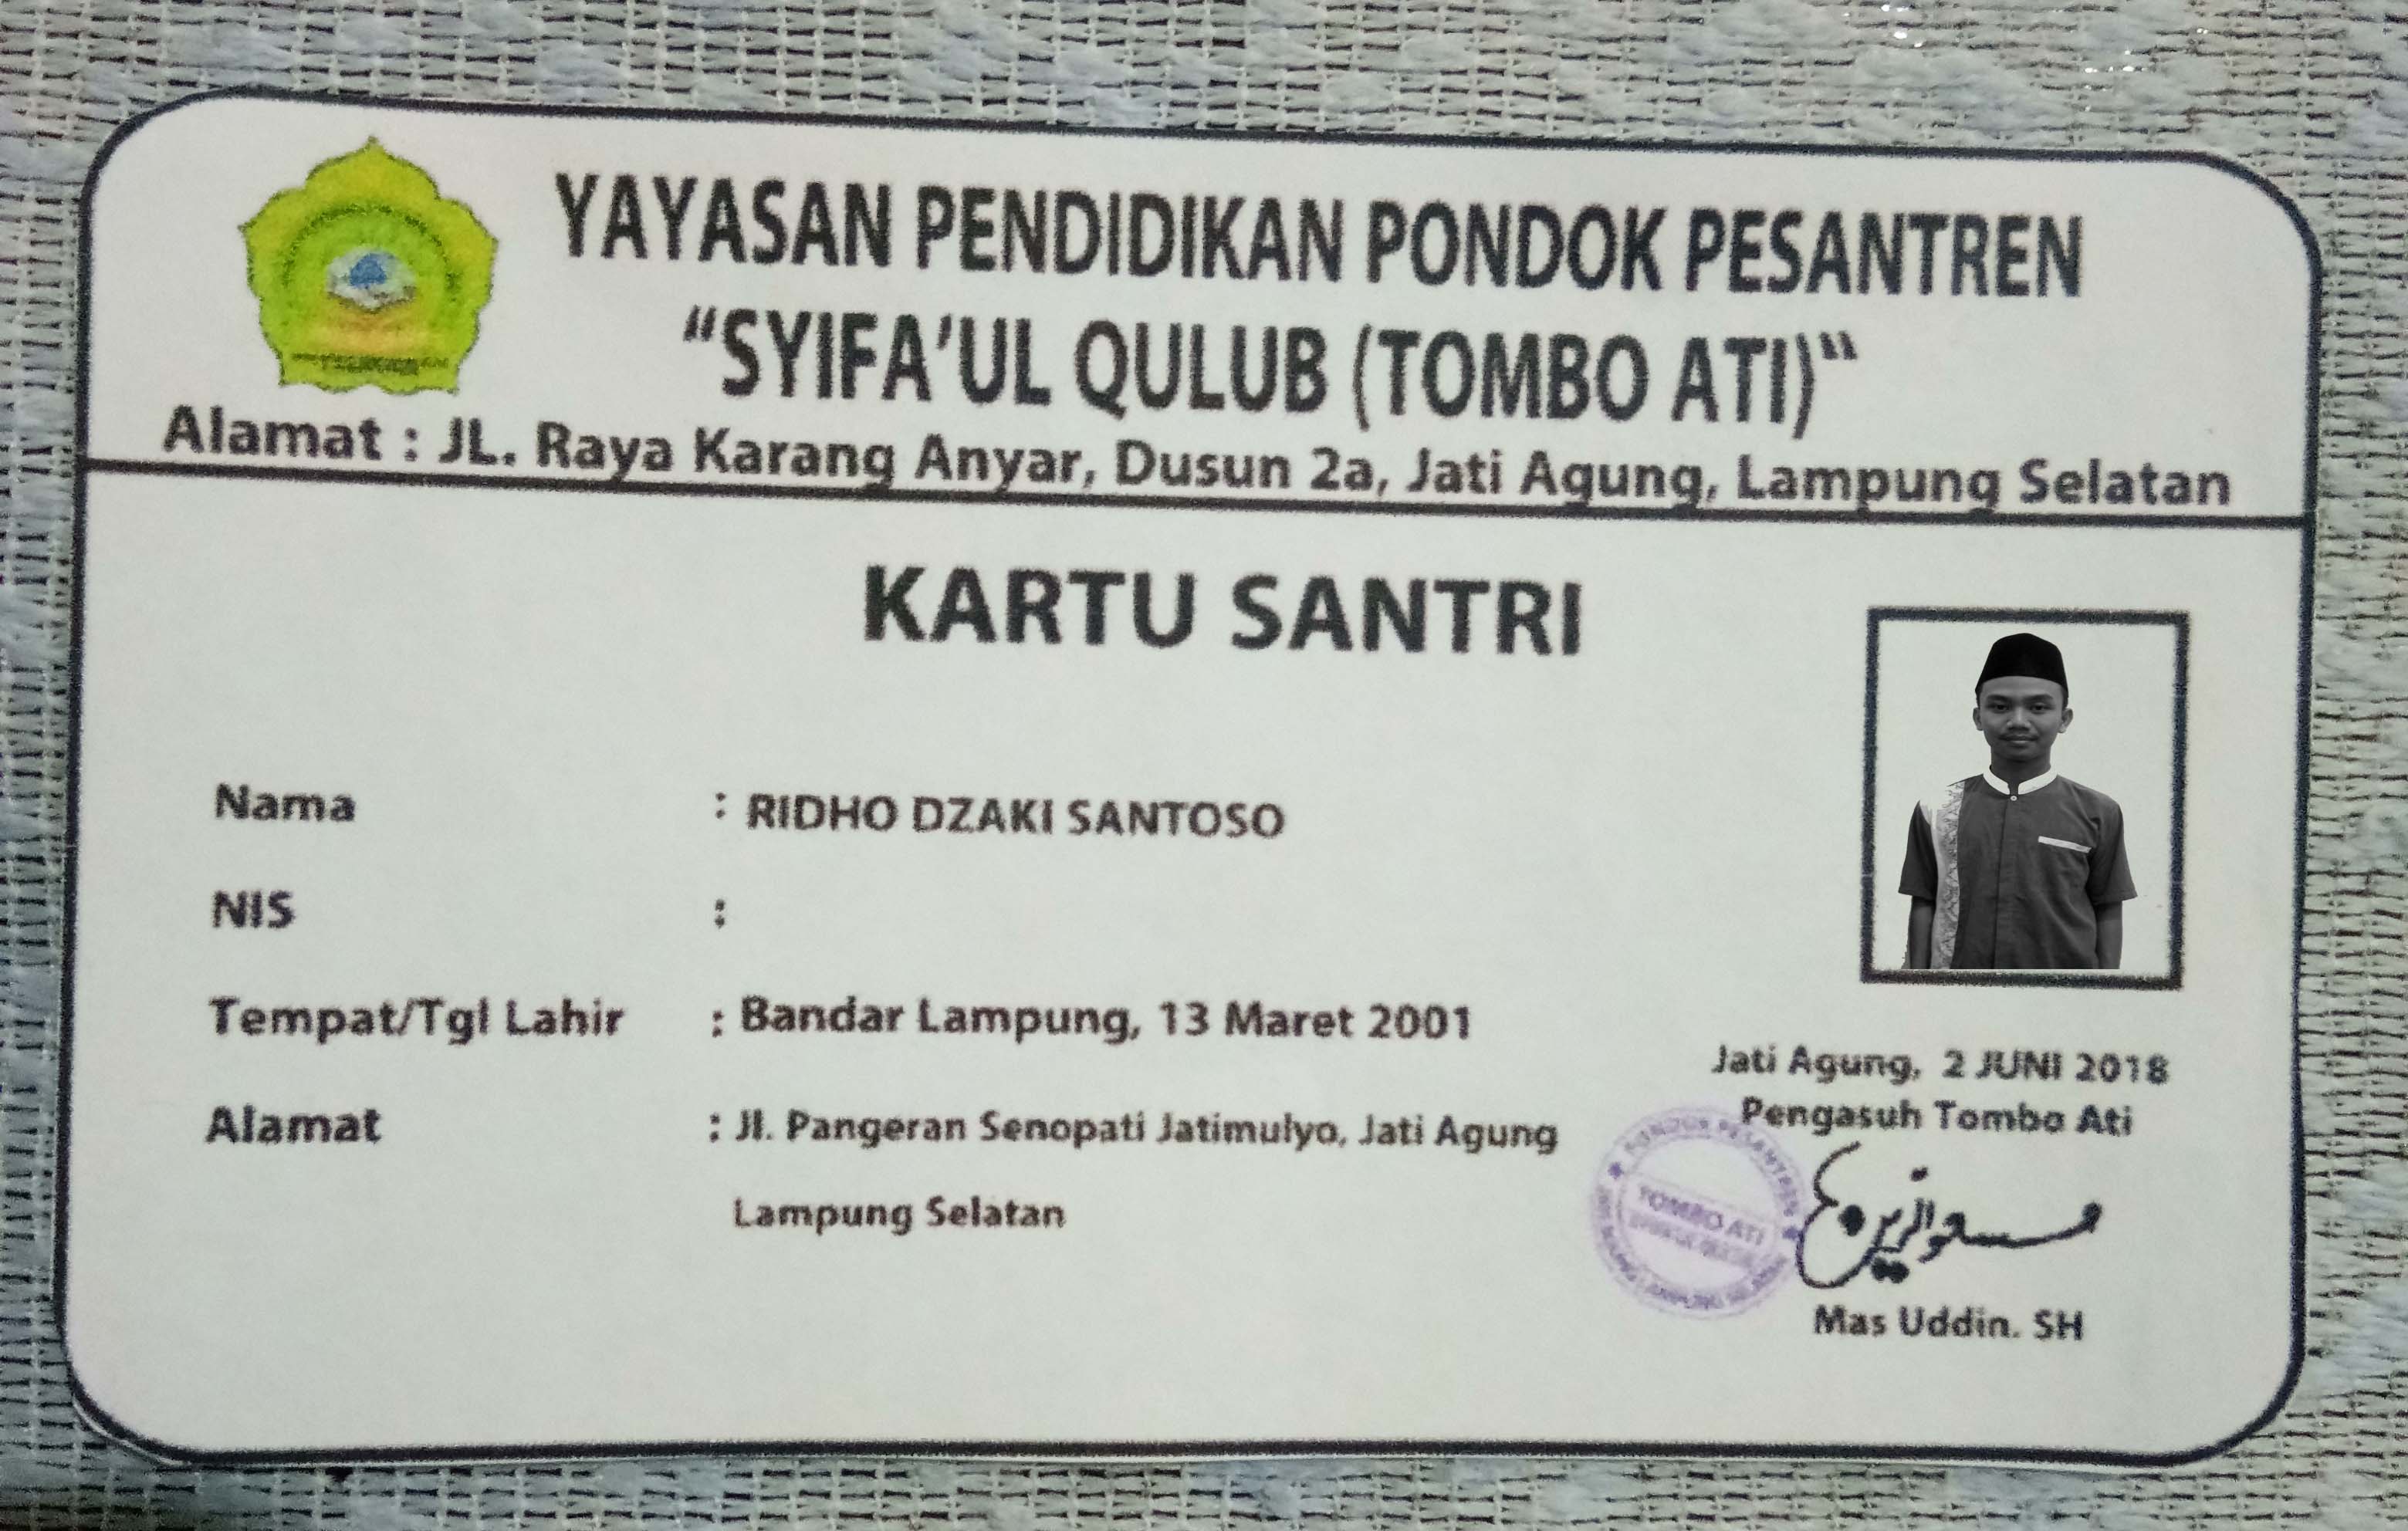 YAYASAN PENDIDIKAN PONDOK PESANTREN
“SYIFA’UL QULUB (TOMBO ATI)“
Alamat : JL. Raya Karang Anyar, Dusun 2a, Jati Agung, Lampung Selatan
KARTU SANTRI
Nama : RIDHO DZAKI SANTOSO
NIS :
Tempat/Tgl Lahir : Bandar Lampung, 13 Maret 2001
Alamat : Jl. Pangeran Senopati Jatimulyo, Jati Agung
Lampung Selatan
Jati Agung, 2 JUNI 2018
Pengasuh Tombo Ati
PONDOK PESANTREN
TOMBO ATI
Mas Uddin. SH